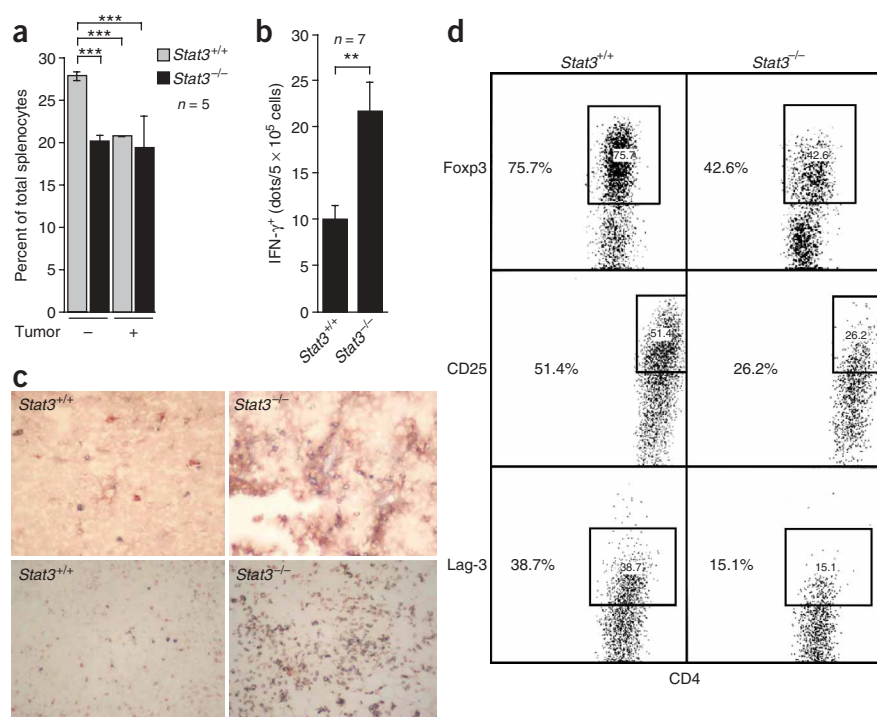 a
***
***
***
Stat3+/+
Stat3–/–
n = 5
Percent of total splenocytes
30
25
20
15
10
5
0
Tumor – +
b
n = 7
**
IFN-γ+ (dots/5 × 10⁵ cells)
30
25
20
15
10
5
0
Stat3+/+
Stat3–/–
c
Stat3+/+
Stat3–/–
Stat3+/+
Stat3–/–
d
Stat3+/+
Stat3–/–
Foxp3
75.7%
75.7
42.6%
42.6
CD25
51.4%
51.4
26.2%
26.2
Lag-3
38.7%
38.7
15.1%
15.1
CD4